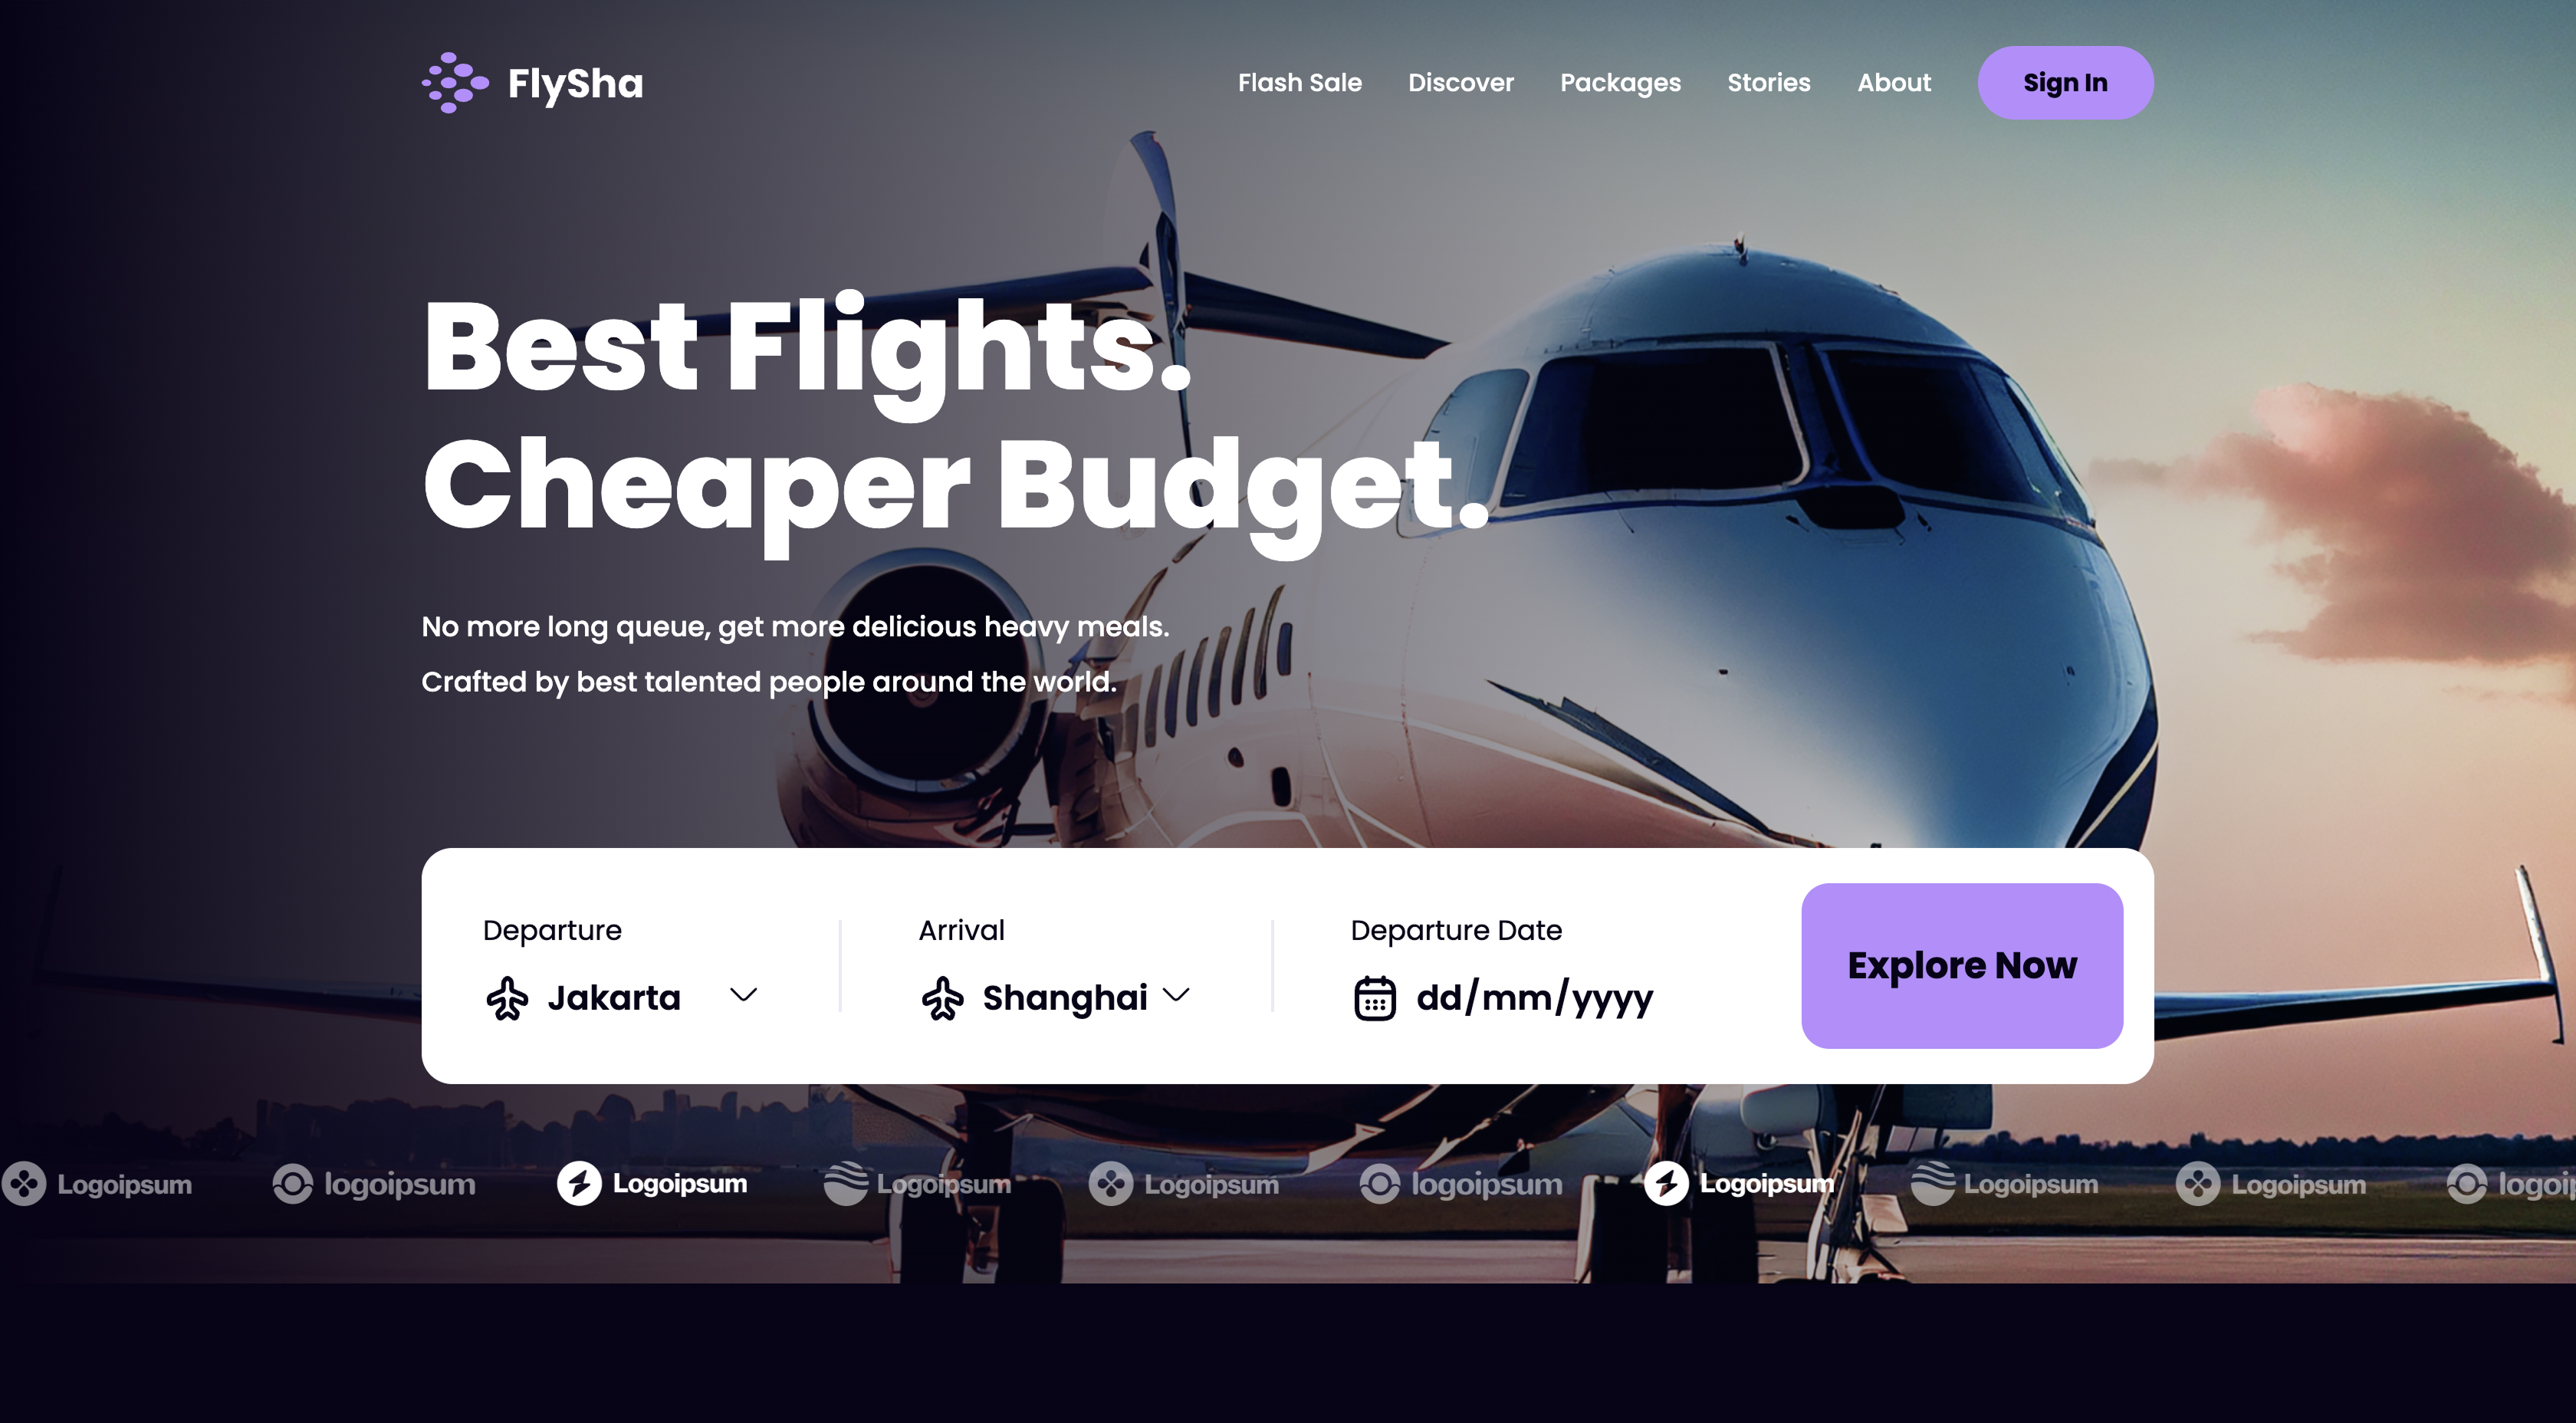 FlySha
Flash Sale Discover Packages Stories About Sign In
Best Flights.
Cheaper Budget.
No more long queue, get more delicious heavy meals.
Crafted by best talented people around the world.
Departure Arrival Departure Date
Jakarta Shanghai dd/mm/yyyy
Explore Now
Logoipsum logoipsum Logoipsum Logoipsum Logoipsum logoipsum Logoipsum Logoipsum Logoipsum logoip